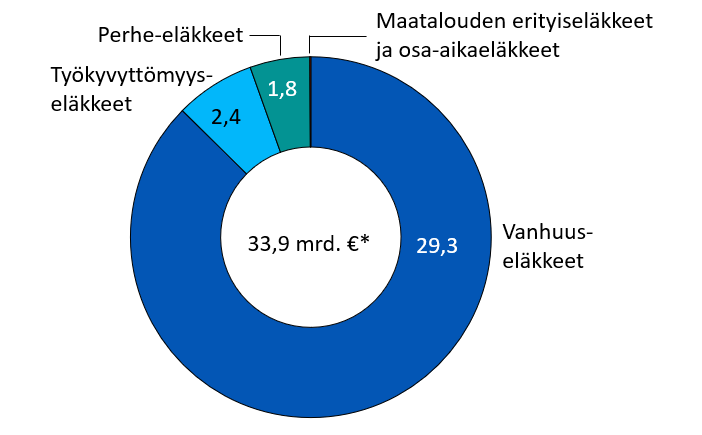 Maatalouden erityiseläkkeet
ja osa-aikaeläkkeet
Perhe-eläkkeet
Työkyvyttömyys-
eläkkeet
1,8
2,4
33,9 mrd. €*
29,3
Vanhuus-
eläkkeet